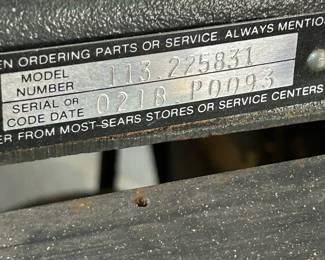 EN ORDERING PARTS OR SERVICE. ALWAYS MENTIO
MODEL NUMBER 113.225831
SERIAL OR CODE DATE 0218.P0093
ER FROM MOST SEARS STORES OR SERVICE CENTERS